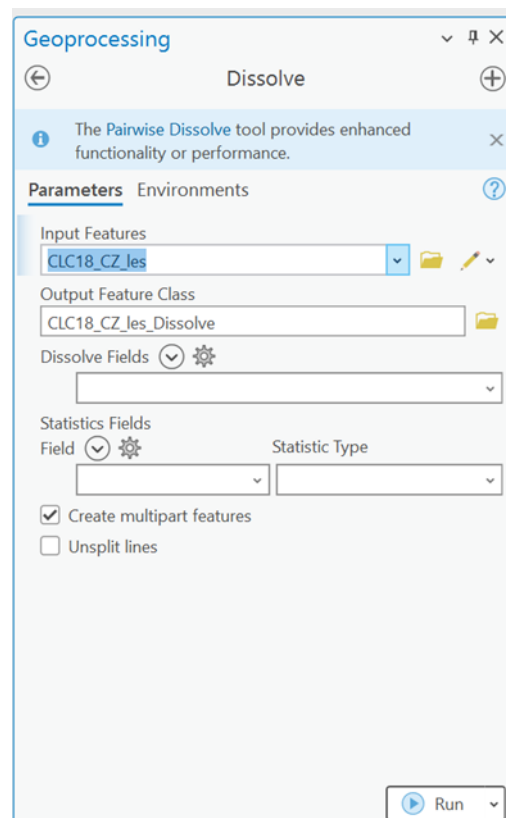 Geoprocessing
Dissolve
The Pairwise Dissolve tool provides enhanced
functionality or performance.
Parameters Environments
Input Features
CLC18_CZ_les
Output Feature Class
CLC18_CZ_les_Dissolve
Dissolve Fields
Statistics Fields
Field Statistic Type
Create multipart features
Unsplit lines
Run